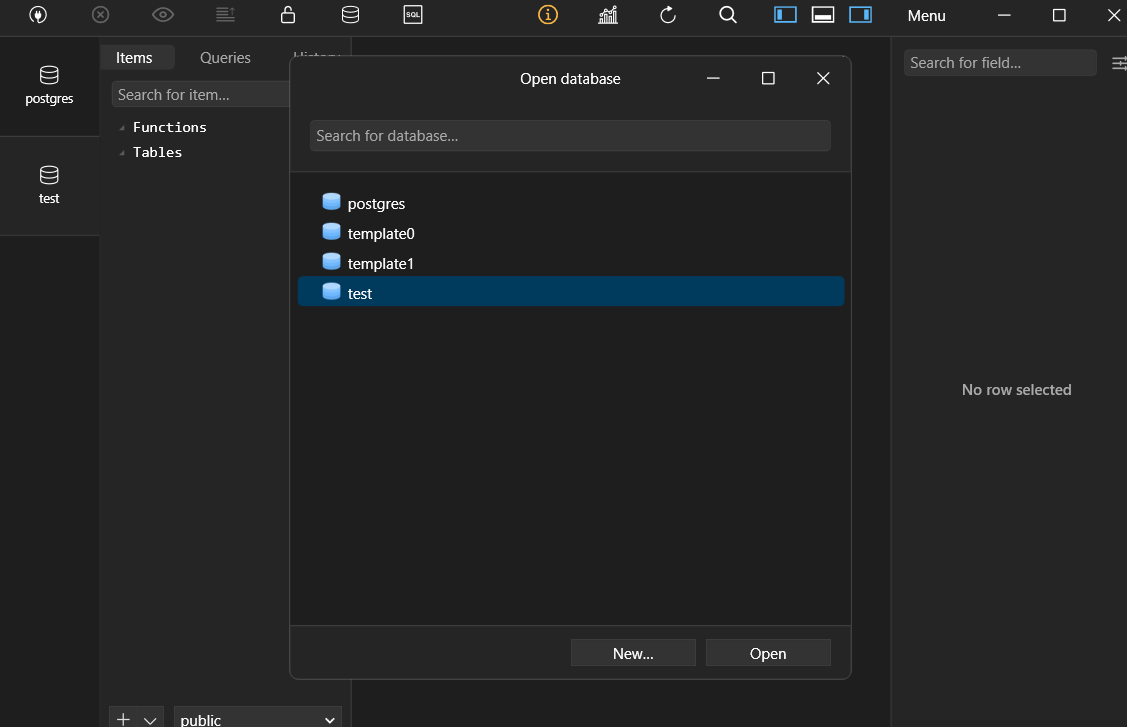 SQL
Menu
postgres
test
Items
Queries
History
Search for item...
Functions
Tables
public
Open database
Search for database...
postgres
template0
template1
test
New...
Open
Search for field...
No row selected